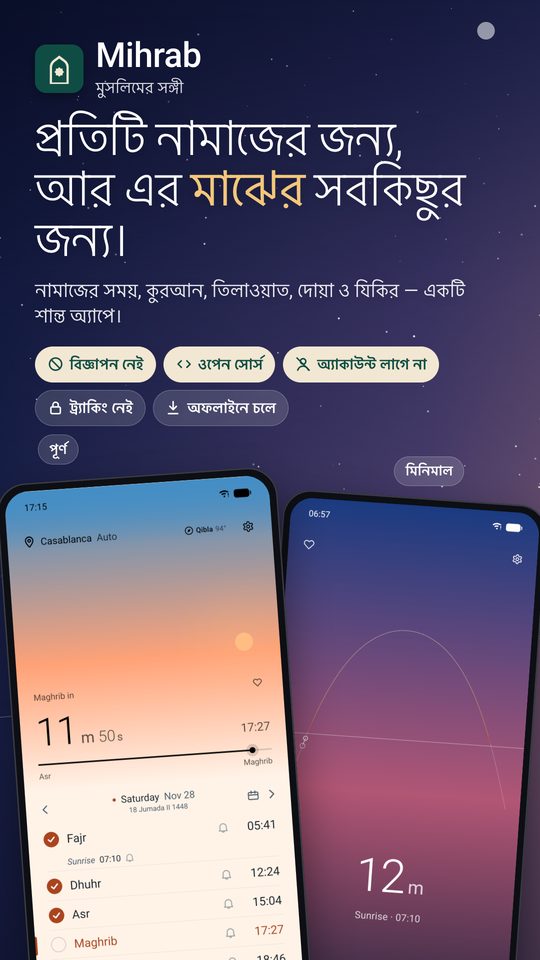 Mihrab
মুসলিমের সঙ্গী
প্রতিটি নামাজের জন্য,
আর এর মাঝের সবকিছুর
জন্য।
নামাজের সময়, কুরআন, তিলাওয়াত, দোয়া ও যিকির — একটি
শান্ত অ্যাপে।
বিজ্ঞাপন নেই
ওপেন সোর্স
অ্যাকাউন্ট লাগে না
ট্র্যাকিং নেই
অফলাইনে চলে
পূর্ণ
মিনিমাল
17:15
Casablanca Auto
Qibla 94°
Maghrib in
11 m 50s
17:27
Asr
Maghrib
Saturday Nov 28
18 Jumada II 1448
Fajr 05:41
Sunrise 07:10
Dhuhr 12:24
Asr 15:04
Maghrib 17:27
18:46
06:57
12 m
Sunrise · 07:10